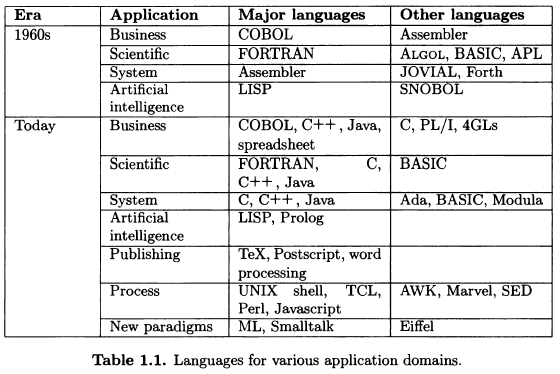 Era Application Major languages Other languages
1960s Business COBOL Assembler
Scientific FORTRAN ALGOL, BASIC, APL
System Assembler JOVIAL, Forth
Artificial LISP SNOBOL
intelligence
Today Business COBOL, C++, Java, C, PL/I, 4GLs
spreadsheet
Scientific FORTRAN, C, BASIC
C++, Java
System C, C++, Java Ada, BASIC, Modula
Artificial LISP, Prolog
intelligence
Publishing TeX, Postscript, word
processing
Process UNIX shell, TCL, AWK, Marvel, SED
Perl, Javascript
New paradigms ML, Smalltalk Eiffel
Table 1.1. Languages for various application domains.